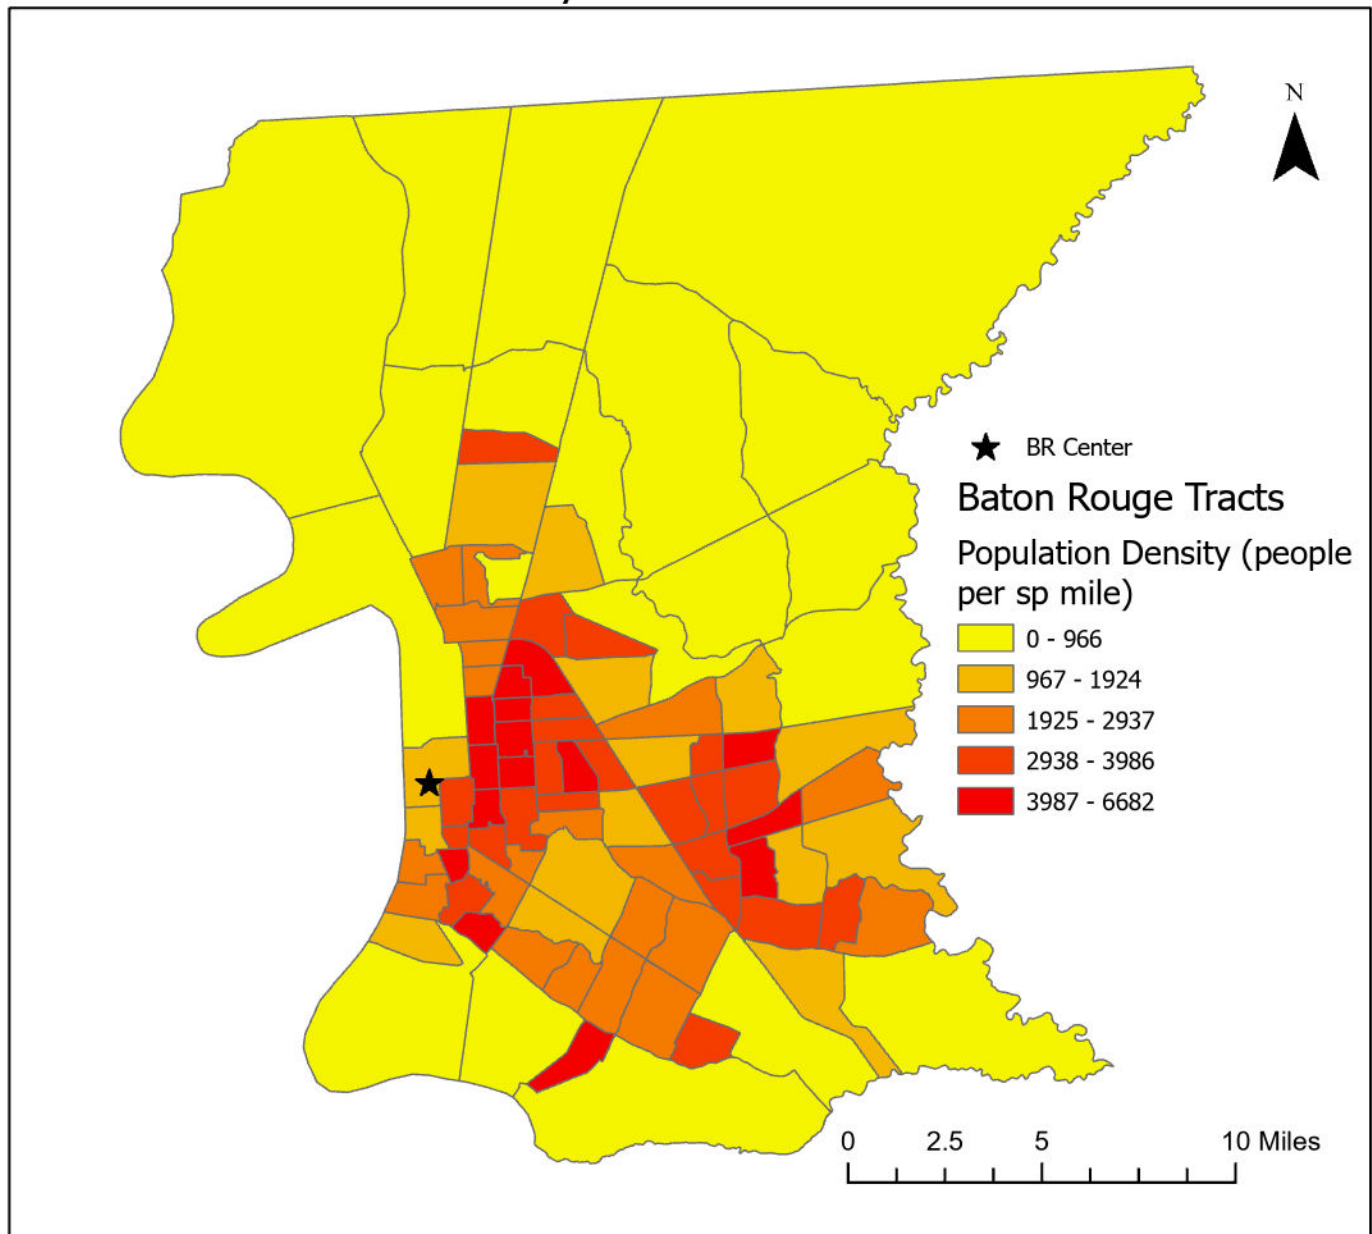 N
BR Center
Baton Rouge Tracts
Population Density (people
per sp mile)
0 - 966
967 - 1924
1925 - 2937
2938 - 3986
3987 - 6682
0 2.5 5 10 Miles